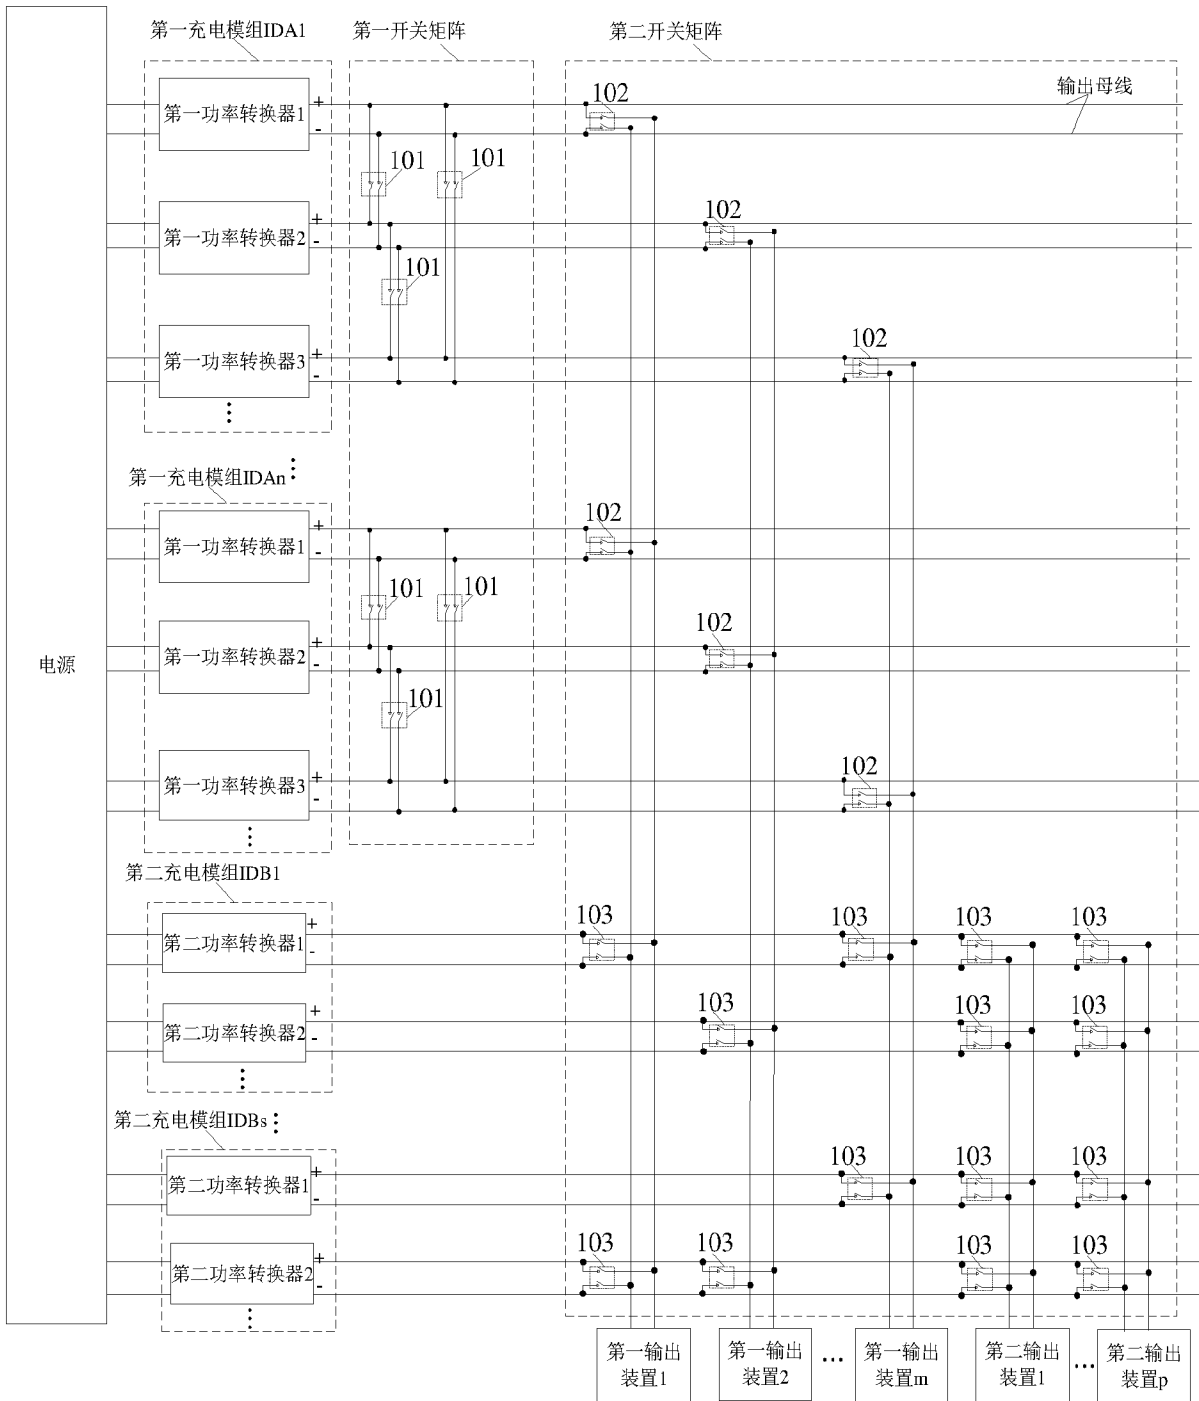 第一充电模组IDA1
第一开关矩阵
第二开关矩阵
输出母线
第一功率转换器1
+
-
102
101
101
第一功率转换器2
+
-
102
101
第一功率转换器3
+
-
102
第一充电模组IDAn
第一功率转换器1
+
-
102
101
101
电源
第一功率转换器2
+
-
102
101
第一功率转换器3
+
-
102
第二充电模组IDB1
第二功率转换器1
+
-
103
103
103
103
第二功率转换器2
+
-
103
103
103
第二充电模组IDBs
第二功率转换器1
+
-
103
103
103
第二功率转换器2
+
-
103
103
103
103
第一输出
装置1
第一输出
装置2
...
第一输出
装置m
第二输出
装置1
...
第二输出
装置p